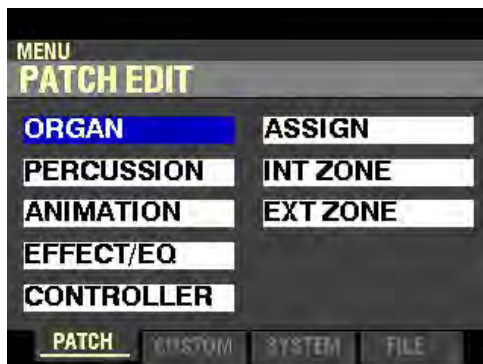 MENU
PATCH EDIT
ORGAN
PERCUSSION
ANIMATION
EFFECT/EQ
CONTROLLER
ASSIGN
INT ZONE
EXT ZONE
PATCH CUSTOM SYSTEM FILE